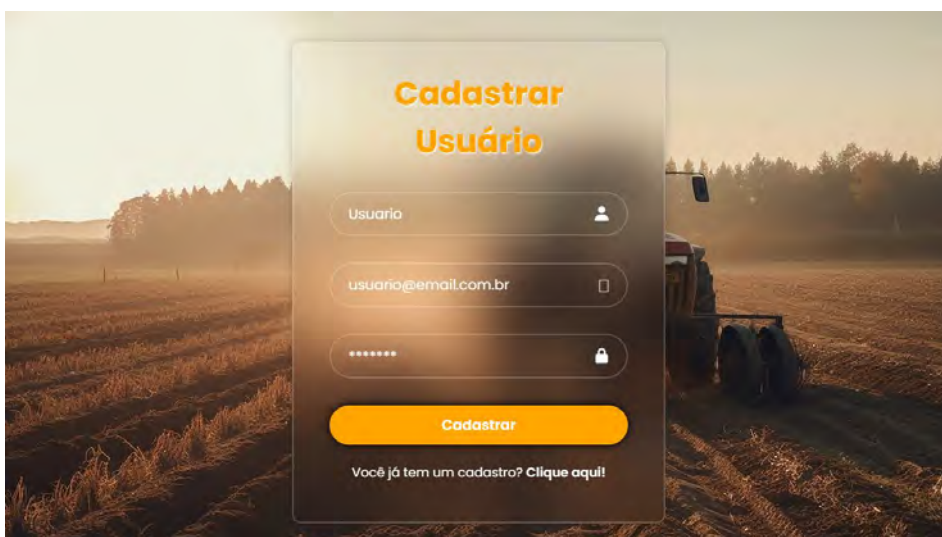 Cadastrar
Usuário
Usuario
usuario@email.com.br
•••••••
Cadastrar
Você já tem um cadastro? Clique aqui!